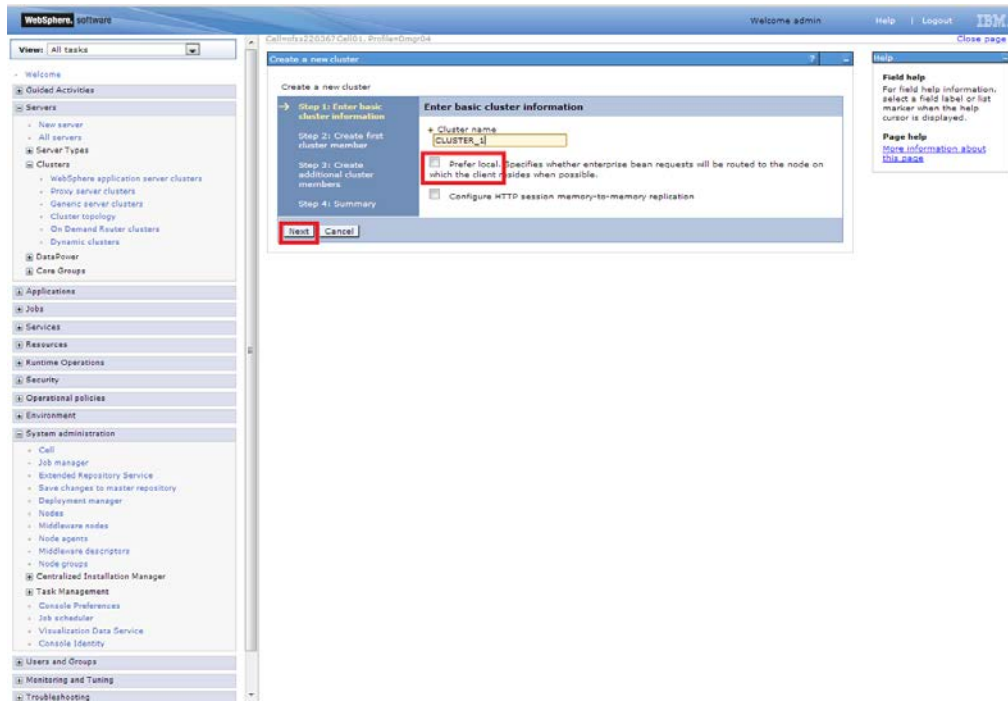 WebSphere. software
Welcome admin
Help | Logout
IBM
View: All tasks
Cell=ofss220367Cell01, Profile=Dmgr04
Close page
Welcome
Guided Activities
Servers
New server
All servers
Server Types
Clusters
WebSphere application server clusters
Proxy server clusters
Generic server clusters
Cluster topology
On Demand Router clusters
Dynamic clusters
DataPower
Core Groups
Applications
Jobs
Services
Resources
Runtime Operations
Security
Operational policies
Environment
System administration
Cell
Job manager
Extended Repository Service
Save changes to master repository
Deployment manager
Nodes
Middleware nodes
Node agents
Middleware descriptors
Node groups
Centralized Installation Manager
Task Management
Console Preferences
Job scheduler
Visualization Data Service
Console Identity
Users and Groups
Monitoring and Tuning
Troubleshooting
Create a new cluster
? –
Create a new cluster
Step 1: Enter basic
cluster information
Step 2: Create first
cluster member
Step 3: Create
additional cluster
members
Step 4: Summary
Enter basic cluster information
Cluster name
CLUSTER_1
Prefer local. Specifies whether enterprise bean requests will be routed to the node on
which the client resides when possible.
Configure HTTP session memory-to-memory replication
Next Cancel
Help
Field help
For field help information,
select a field label or list
marker when the help
cursor is displayed.
Page help
More information about
this page